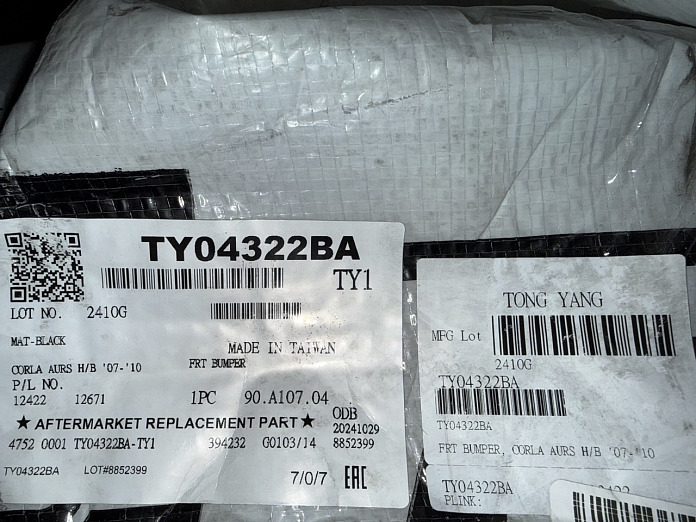 TY04322BA
TY1
LOT NO. 2410G
MAT-BLACK
MADE IN TAIWAN
CORLA AURS H/B '07-'10 FRT BUMPER
P/L NO.
12422 12671 1PC 90.A107.04
★ AFTERMARKET REPLACEMENT PART ★ ODB
20241029
4752 0001 TY04322BA-TY1 394232 G0103/14 8852399
TY04322BA LOT#8852399 7/0/7 EAC
TONG YANG
MFG Lot
2410G
TY04322BA
TY04322BA
FRT BUMPER, CORLA AURS H/B '07-'10
TY04322BA
PLINK: